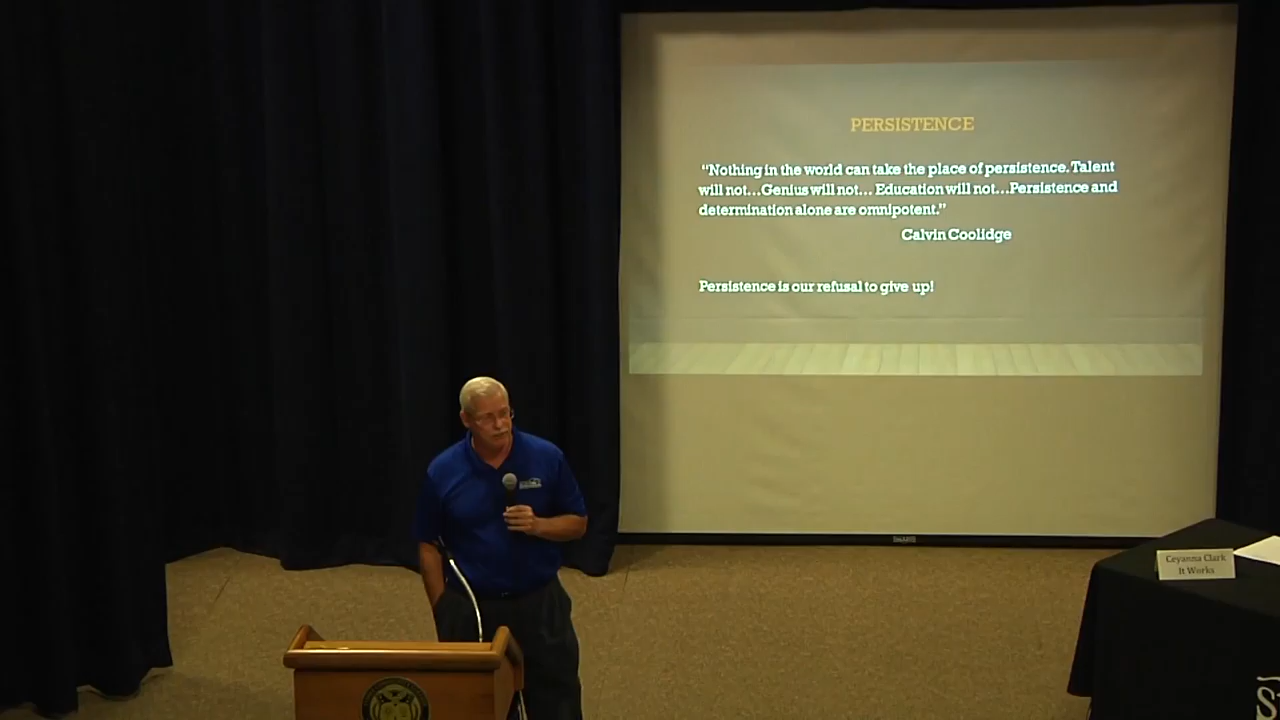 PERSISTENCE
“Nothing in the world can take the place of persistence. Talent
will not...Genius will not... Education will not...Persistence and
determination alone are omnipotent.”
Calvin Coolidge
Persistence is our refusal to give up!
Ceyanna Clark
It Works